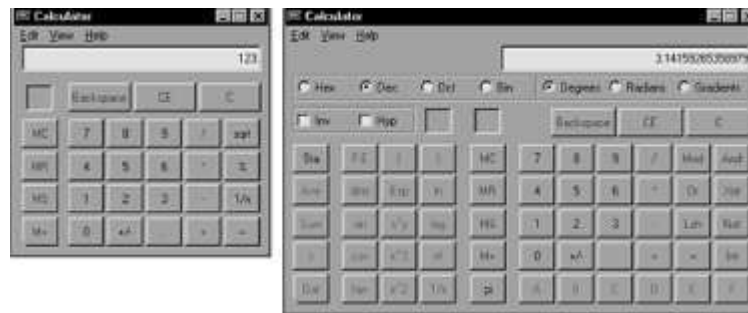 Calculator
Edit View Help
123.
Backspace CE C
MC 7 8 9 / sqrt
MR 4 5 6 * %
MS 1 2 3 - 1/x
M+ 0 +/- . + =
Calculator
Edit View Help
Hex Dec Oct Bin Degrees Radians Gradients
Inv Hyp Backspace CE C
Sta F-E ( ) MC 7 8 9 / Mod And
Ave dms Exp ln MR 4 5 6 * Or Xor
Sum sin x^y log MS 1 2 3 - Lsh Not
s cos x^3 n! M+ 0 +/- . + = Int
Dat tan x^2 1/x pi A B C D E F